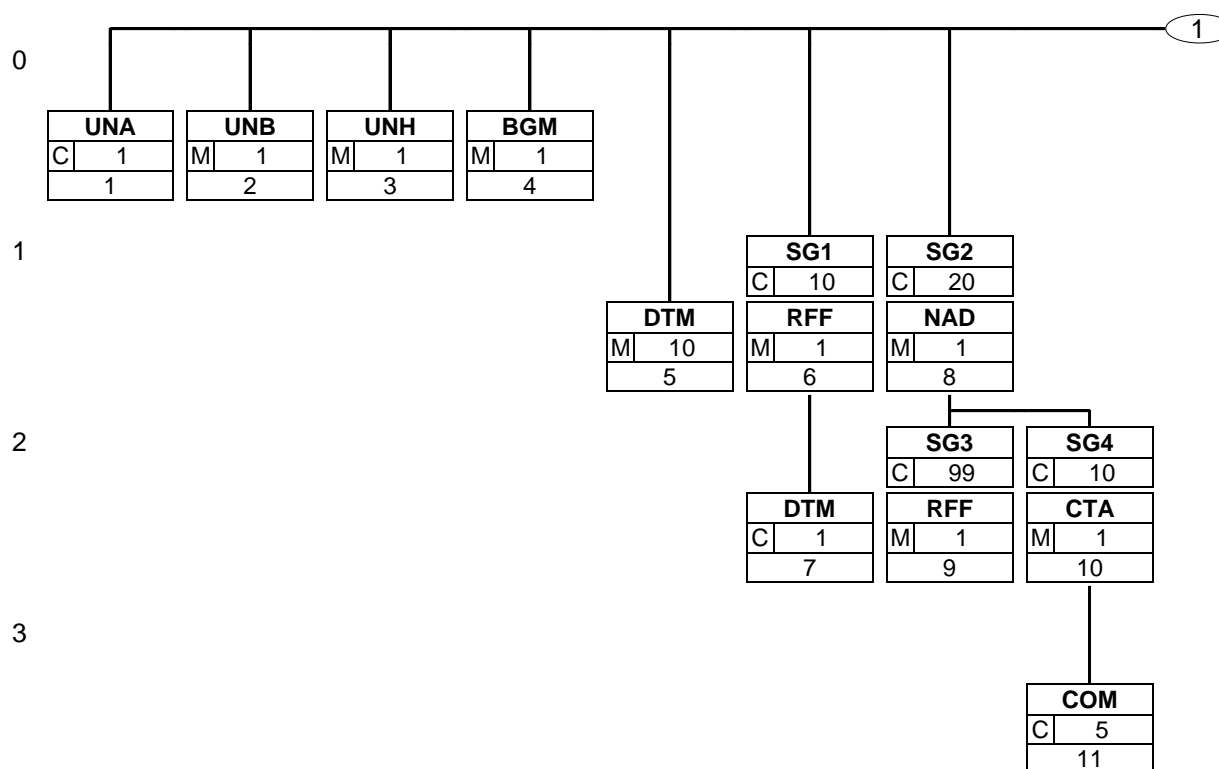 1
0
UNA UNB UNH BGM
C 1 M 1 M 1 M 1
1 2 3 4
1
SG1 SG2
C 10 C 20
DTM RFF NAD
M 10 M 1 M 1
5 6 8
2
SG3 SG4
C 99 C 10
DTM RFF CTA
C 1 M 1 M 1
7 9 10
3
COM
C 5
11